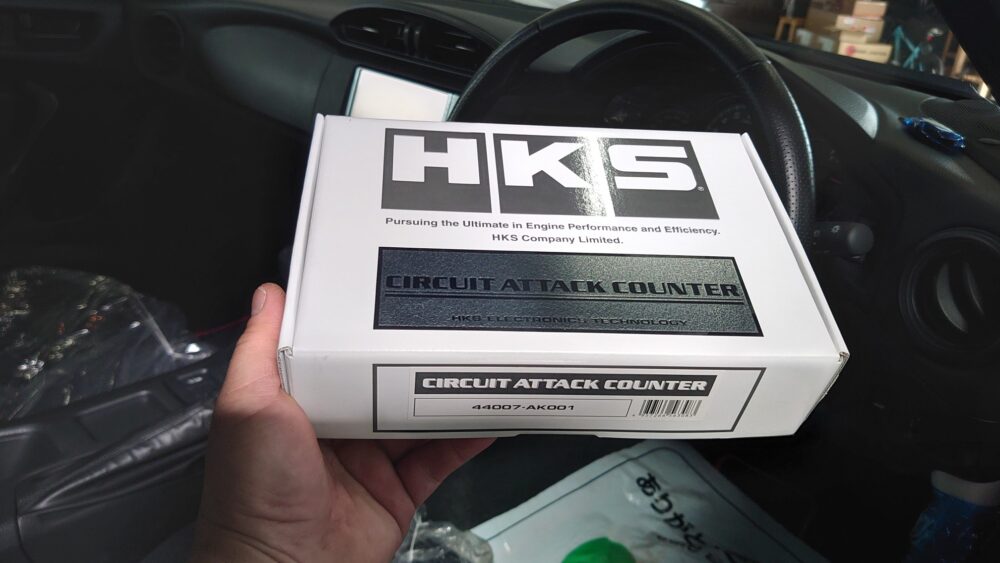 HKS
Pursuing the Ultimate in Engine Performance and Efficiency.
HKS Company Limited.
CIRCUIT ATTACK COUNTER
HKS ELECTRONICS TECHNOLOGY
CIRCUIT ATTACK COUNTER
44007-AK001